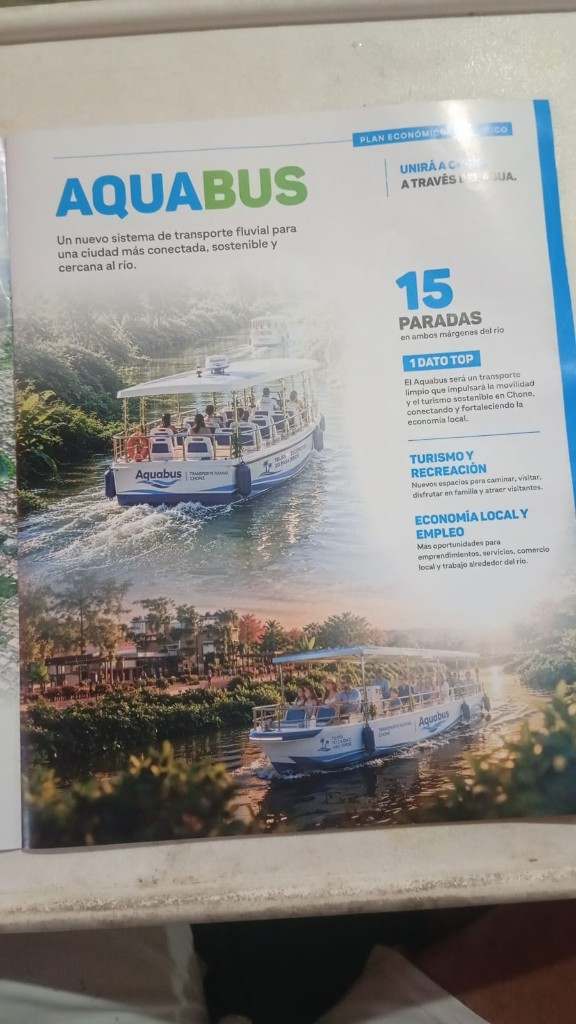 PLAN ECONÓMICO
AQUABUS
UNIRÁ A
A TRAVÉS AGUA.
Un nuevo sistema de transporte fluvial para
una ciudad más conectada, sostenible y
cercana al río.
15
PARADAS
en ambos márgenes del río
1 DATO TOP
El Aquabus será un transporte
limpio que impulsará la movilidad
y el turismo sostenible en Chone,
conectando y fortaleciendo la
economía local.
TURISMO Y
RECREACIÓN
Nuevos espacios para caminar, visitar,
disfrutar en familia y atraer visitantes.
ECONOMÍA LOCAL Y
EMPLEO
Más oportunidades para
emprendimientos, servicios, comercio
local y trabajo alrededor del río.
Aquabus
CHONE
Aquabus